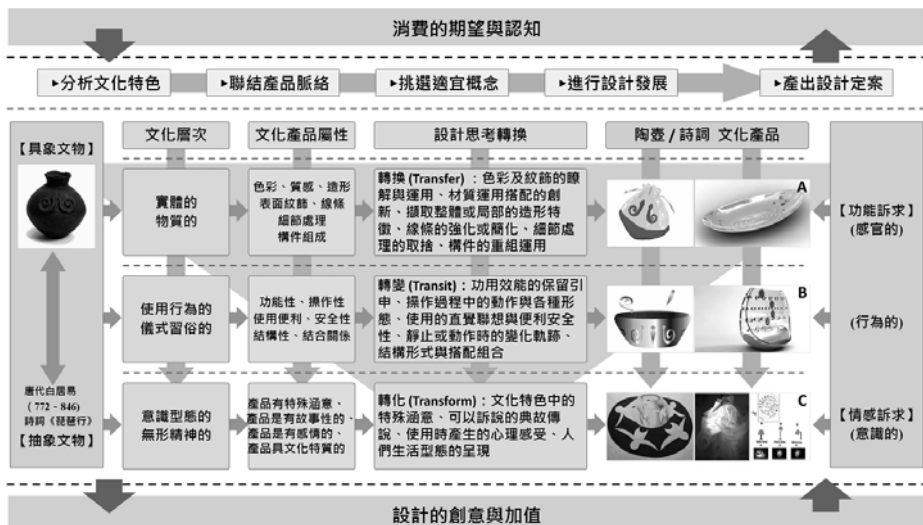 消費的期望與認知
▸分析文化特色
▸聯結產品脈絡
▸挑選適宜概念
▸進行設計發展
▸產出設計定案
【具象文物】
文化層次
文化產品屬性
設計思考轉換
陶壺 / 詩詞 文化產品
實體的
物質的
色彩、質感、造形
表面紋飾、線條
細節處理
構件組成
轉換 (Transfer) : 色彩及紋飾的瞭
解與運用、材質運用搭配的創
新、擷取整體或局部的造形特
徵、線條的強化或簡化、細節處
理的取捨、構件的重組運用
A
【功能訴求】
(感官的)
使用行為的
儀式習俗的
功能性、操作性
使用便利、安全性
結構性、結合關係
轉變 (Transit) : 功用效能的保留引
申、操作過程中的動作與各種形
態、使用的直覺聯想與便利安全
性、靜止或動作時的變化軌跡、
結構形式與搭配組合
B
(行為的)
唐代白居易
(772 - 846)
詩詞《琵琶行》
【抽象文物】
意識型態的
無形精神的
產品有特殊涵意、
產品是有故事性的、
產品是有感情的、
產品具文化特質的
轉化 (Transform) : 文化特色中的
特殊涵意、可以訴說的典故傳
說、使用時產生的心理感受、人
們生活型態的呈現
C
【情感訴求】
(意識的)
設計的創意與加值